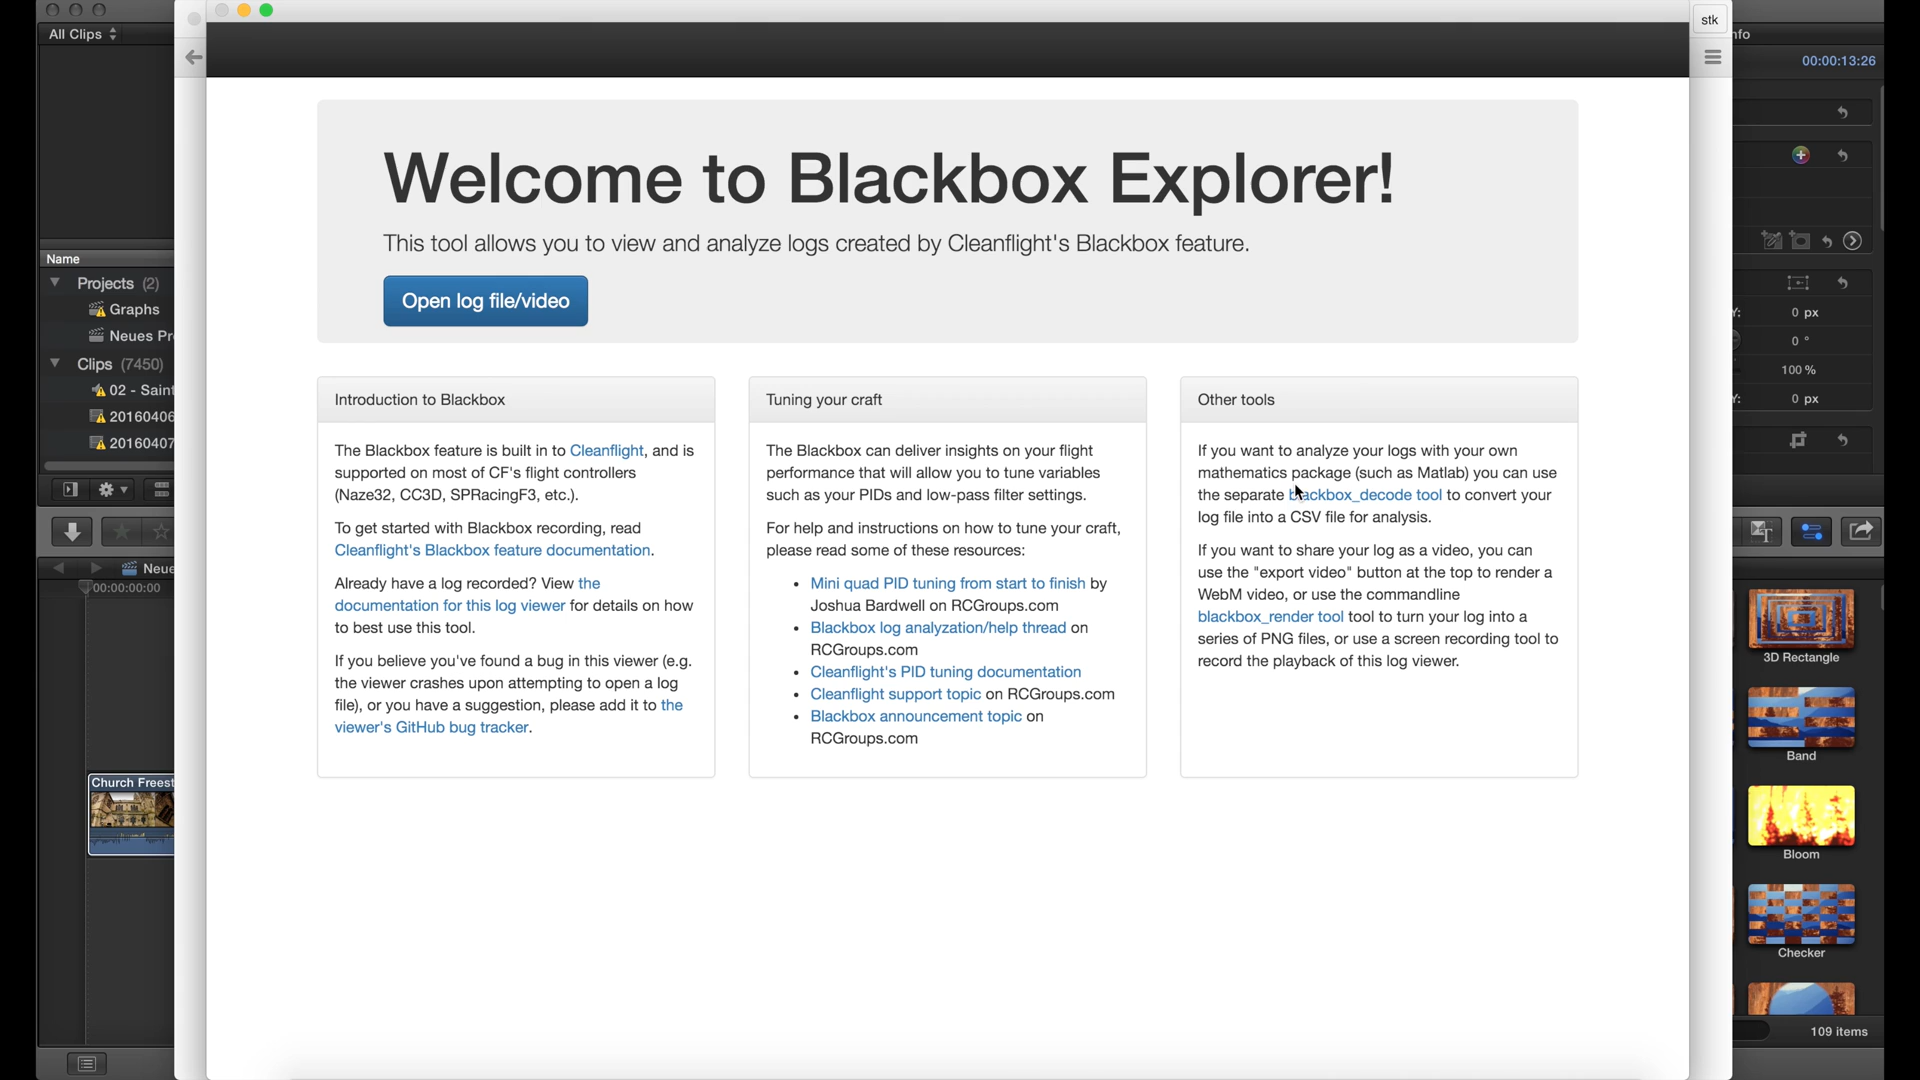 All Clips
stk
nfo
00:00:13:26
Welcome to Blackbox Explorer!
This tool allows you to view and analyze logs created by Cleanflight's Blackbox feature.
Open log file/video
Name
Projects (2)
Graphs
Neues Pr
Clips (7450)
02 - Saint
20160406
20160407
Y:
0 px
0 °
100 %
Y:
0 px
Introduction to Blackbox
The Blackbox feature is built in to Cleanflight, and is
supported on most of CF's flight controllers
(Naze32, CC3D, SPRacingF3, etc.).
To get started with Blackbox recording, read
Cleanflight's Blackbox feature documentation.
Already have a log recorded? View the
documentation for this log viewer for details on how
to best use this tool.
If you believe you've found a bug in this viewer (e.g.
the viewer crashes upon attempting to open a log
file), or you have a suggestion, please add it to the
viewer's GitHub bug tracker.
Tuning your craft
The Blackbox can deliver insights on your flight
performance that will allow you to tune variables
such as your PIDs and low-pass filter settings.
For help and instructions on how to tune your craft,
please read some of these resources:
• Mini quad PID tuning from start to finish by
Joshua Bardwell on RCGroups.com
• Blackbox log analyzation/help thread on
RCGroups.com
• Cleanflight's PID tuning documentation
• Cleanflight support topic on RCGroups.com
• Blackbox announcement topic on
RCGroups.com
Other tools
If you want to analyze your logs with your own
mathematics package (such as Matlab) you can use
the separate blackbox_decode tool to convert your
log file into a CSV file for analysis.
If you want to share your log as a video, you can
use the "export video" button at the top to render a
WebM video, or use the commandline
blackbox_render tool tool to turn your log into a
series of PNG files, or use a screen recording tool to
record the playback of this log viewer.
Neue
00:00:00:00
Church Freest
3D Rectangle
Band
Bloom
Checker
109 items